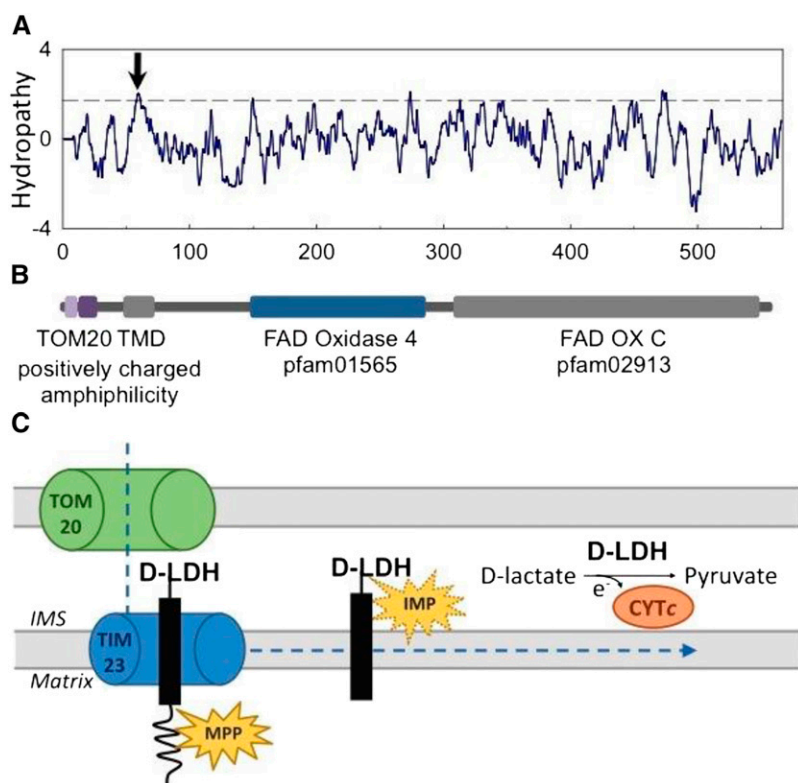 A
4
Hydropathy
0
-4
0 100 200 300 400 500
B
TOM20 TMD FAD Oxidase 4 FAD OX C
positively charged pfam01565 pfam02913
amphiphilicity
C
TOM
20
D-LDH D-LDH D-LDH
D-lactate Pyruvate
e-
IMP
CYTc
IMS
TIM
23
Matrix
MPP